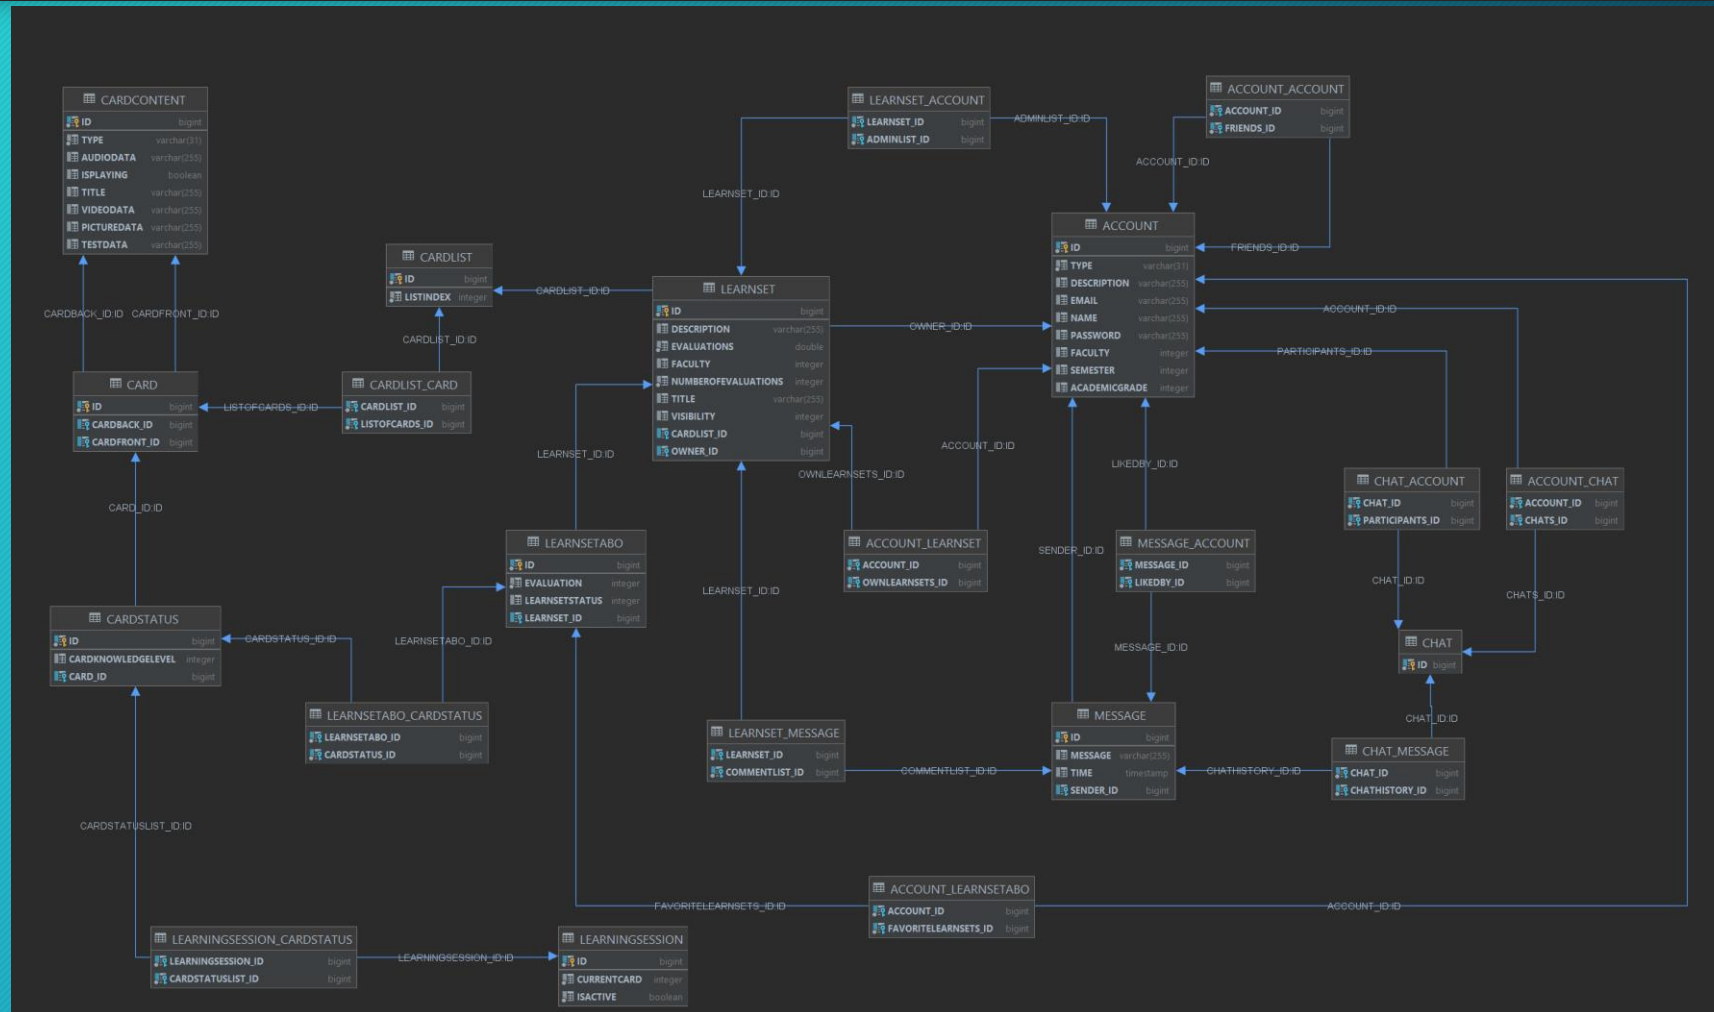 CARDCONTENT
ID bigint
TYPE varchar(31)
AUDIODATA varchar(255)
ISPLAYING boolean
TITLE varchar(255)
VIDEODATA varchar(255)
PICTUREDATA varchar(255)
TESTDATA varchar(255)
CARDBACK_ID:ID
CARDFRONT_ID:ID
CARD
ID bigint
CARDBACK_ID bigint
CARDFRONT_ID bigint
CARDLIST
ID bigint
LISTINDEX integer
CARDLIST_ID:ID
CARDLIST_ID:ID
CARDLIST_CARD
CARDLIST_ID bigint
LISTOFCARDS_ID bigint
LISTOFCARDS_ID:ID
CARD_ID:ID
CARDSTATUS
ID bigint
CARDKNOWLEDGELEVEL integer
CARD_ID bigint
CARDSTATUS_ID:ID
LEARNSETABO_ID:ID
LEARNSETABO_CARDSTATUS
LEARNSETABO_ID bigint
CARDSTATUS_ID bigint
CARDSTATUSLIST_ID:ID
LEARNINGSESSION_CARDSTATUS
LEARNINGSESSION_ID bigint
CARDSTATUSLIST_ID bigint
LEARNINGSESSION_ID:ID
LEARNINGSESSION
ID bigint
CURRENTCARD integer
ISACTIVE boolean
LEARNSET_ACCOUNT
LEARNSET_ID bigint
ADMINLIST_ID bigint
ADMINLIST_ID:ID
LEARNSET_ID:ID
LEARNSET
ID bigint
DESCRIPTION varchar(255)
EVALUATIONS double
FACULTY integer
NUMBEROFEVALUATIONS integer
TITLE varchar(255)
VISIBILITY integer
CARDLIST_ID bigint
OWNER_ID bigint
OWNER_ID:ID
LEARNSET_ID:ID
OWNLEARNSETS_ID:ID
ACCOUNT_ID:ID
LEARNSETABO
ID bigint
EVALUATION integer
LEARNSETSTATUS integer
LEARNSET_ID bigint
ACCOUNT_LEARNSET
ACCOUNT_ID bigint
OWNLEARNSETS_ID bigint
LEARNSET_ID:ID
LEARNSET_MESSAGE
LEARNSET_ID bigint
COMMENTLIST_ID bigint
COMMENTLIST_ID:ID
FAVORITELEARNSETS_ID:ID
ACCOUNT_LEARNSETABO
ACCOUNT_ID bigint
FAVORITELEARNSETS_ID bigint
ACCOUNT_ID:ID
ACCOUNT_ACCOUNT
ACCOUNT_ID bigint
FRIENDS_ID bigint
ACCOUNT_ID:ID
FRIENDS_ID:ID
ACCOUNT
ID bigint
TYPE varchar(31)
DESCRIPTION varchar(255)
EMAIL varchar(255)
NAME varchar(255)
PASSWORD varchar(255)
FACULTY integer
SEMESTER integer
ACADEMICGRADE integer
ACCOUNT_ID:ID
PARTICIPANTS_ID:ID
LIKEDBY_ID:ID
SENDER_ID:ID
MESSAGE_ACCOUNT
MESSAGE_ID bigint
LIKEDBY_ID bigint
MESSAGE_ID:ID
MESSAGE
ID bigint
MESSAGE varchar(255)
TIME timestamp
SENDER_ID bigint
CHAT_ACCOUNT
CHAT_ID bigint
PARTICIPANTS_ID bigint
ACCOUNT_CHAT
ACCOUNT_ID bigint
CHATS_ID bigint
CHAT_ID:ID
CHATS_ID:ID
CHAT
ID bigint
CHAT_ID:ID
CHAT_MESSAGE
CHAT_ID bigint
CHATHISTORY_ID bigint
CHATHISTORY_ID:ID